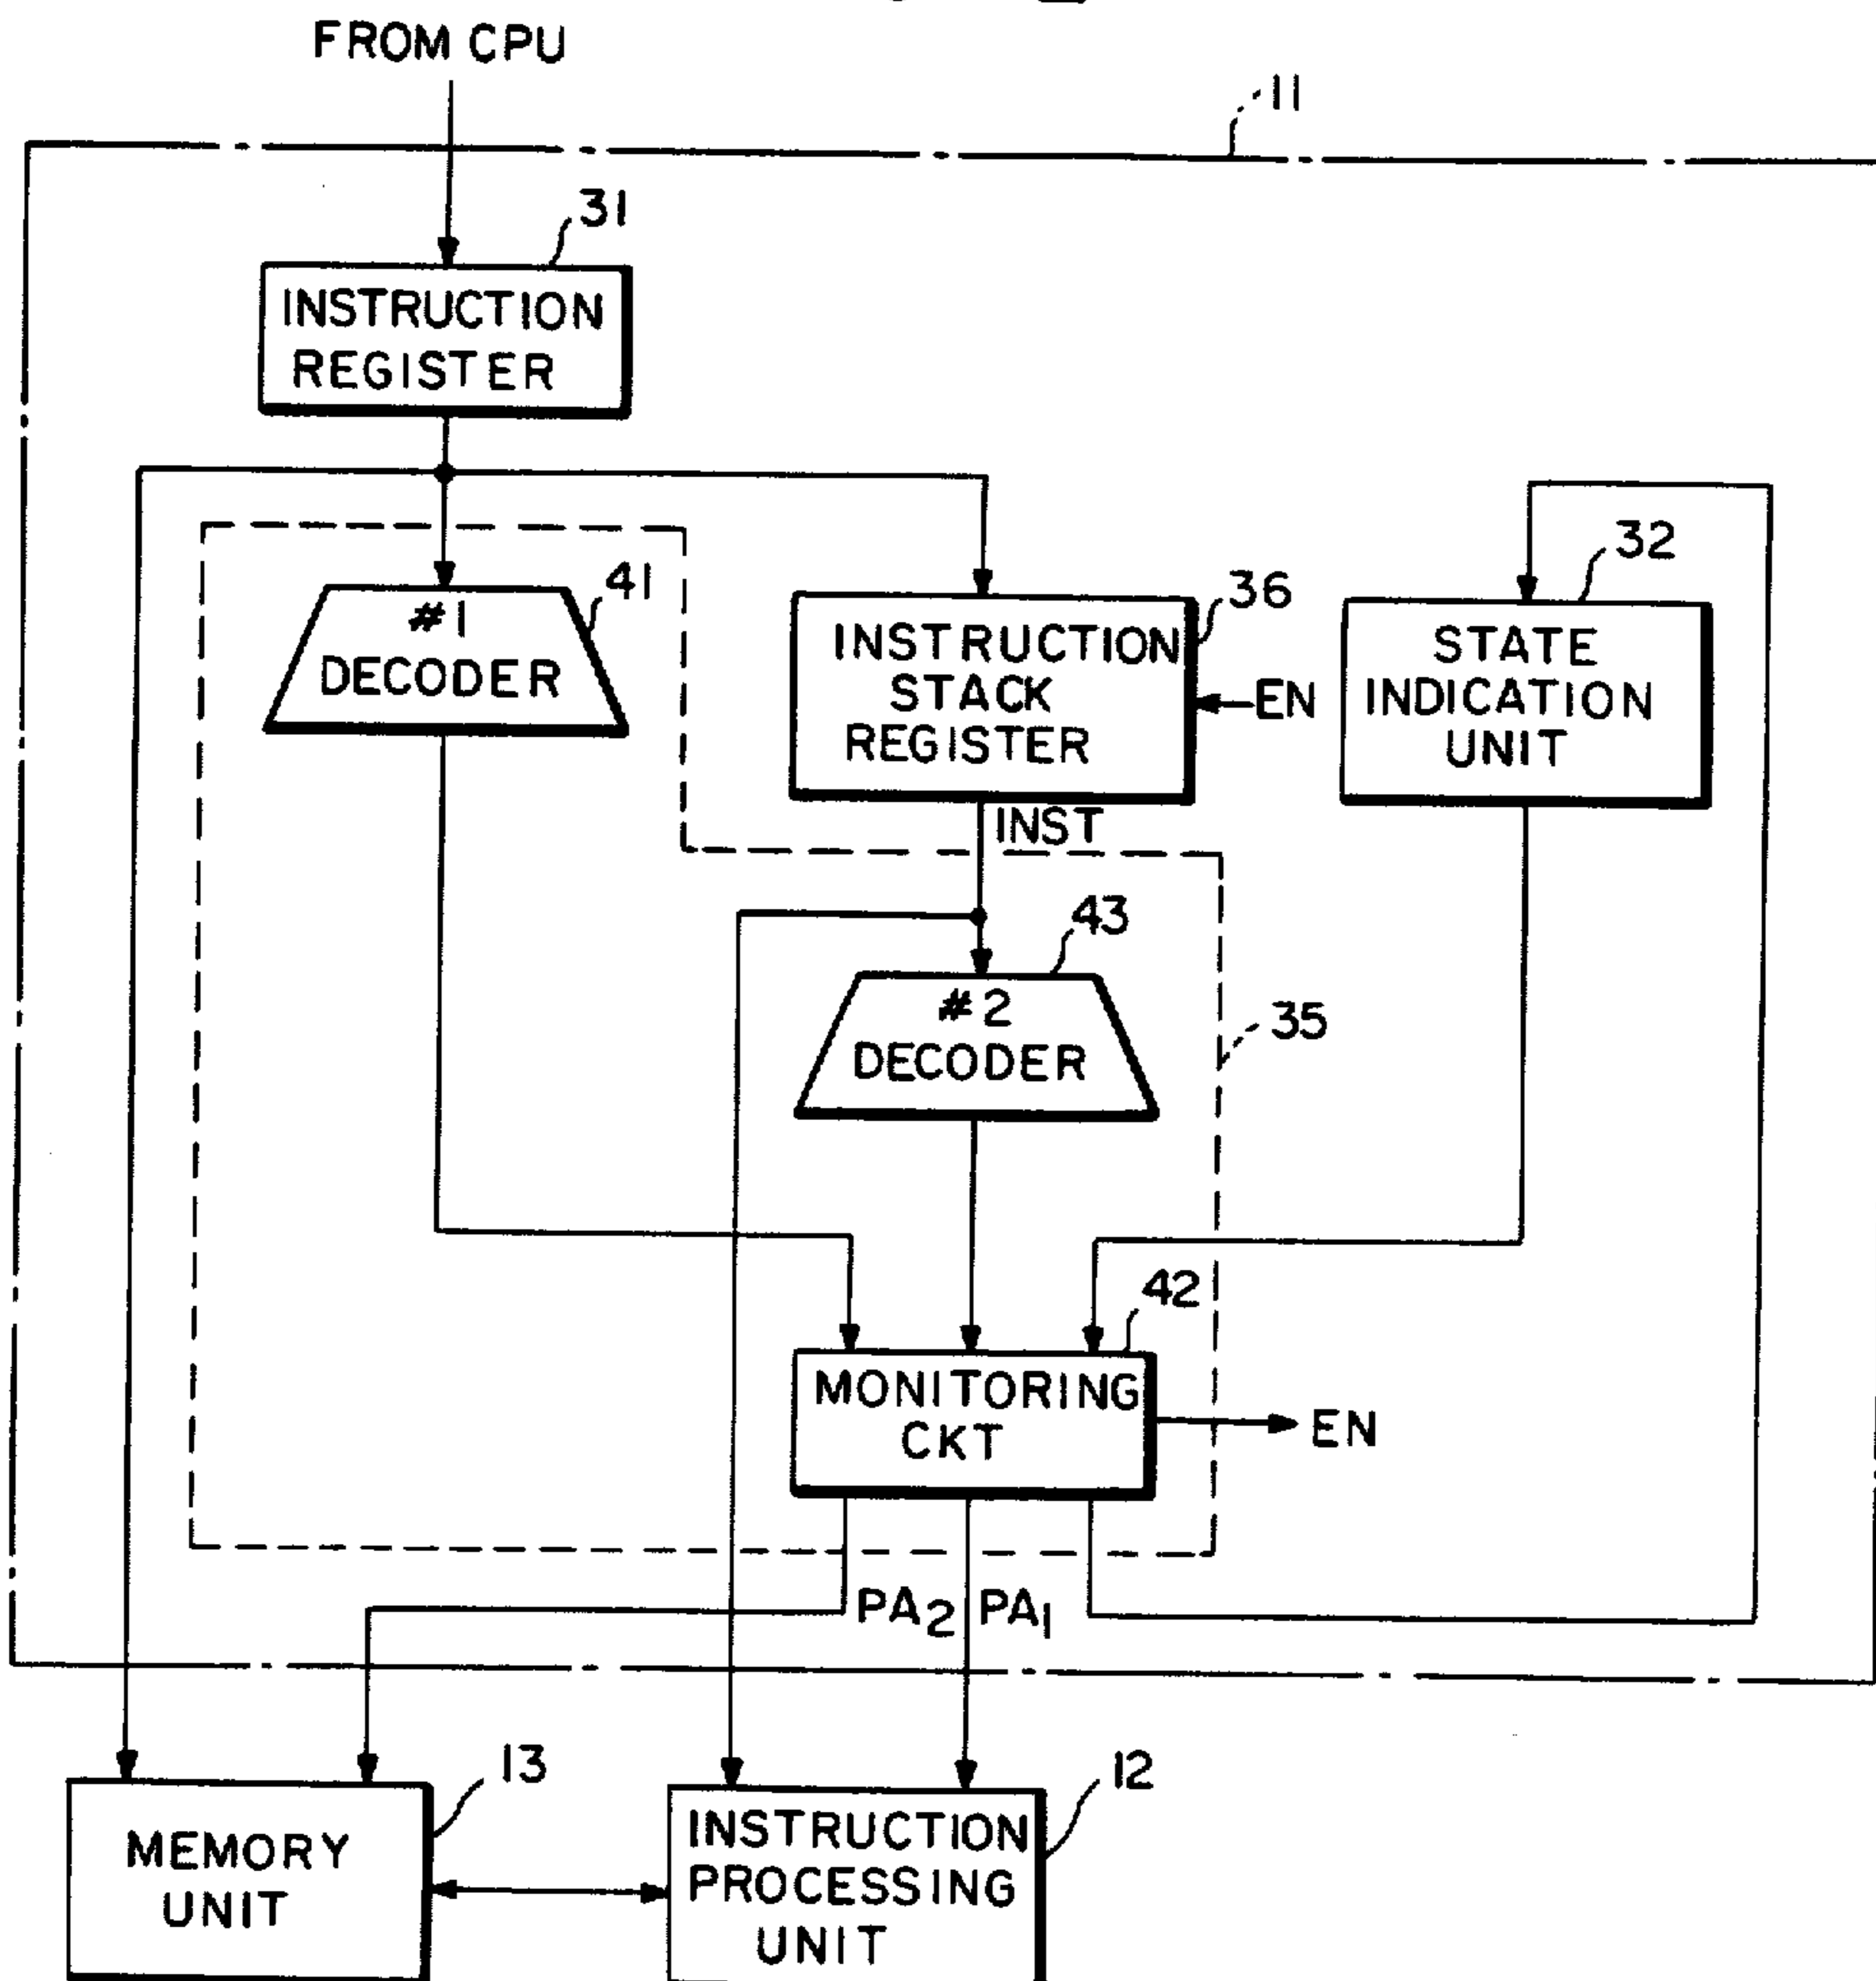 FROM CPU
11
31
INSTRUCTION
REGISTER
32
41
36
#1
DECODER
INSTRUCTION
STACK
REGISTER
EN
STATE
INDICATION
UNIT
INST
43
#2
DECODER
35
42
MONITORING
CKT
EN
PA2 PA1
13
12
MEMORY
UNIT
INSTRUCTION
PROCESSING
UNIT